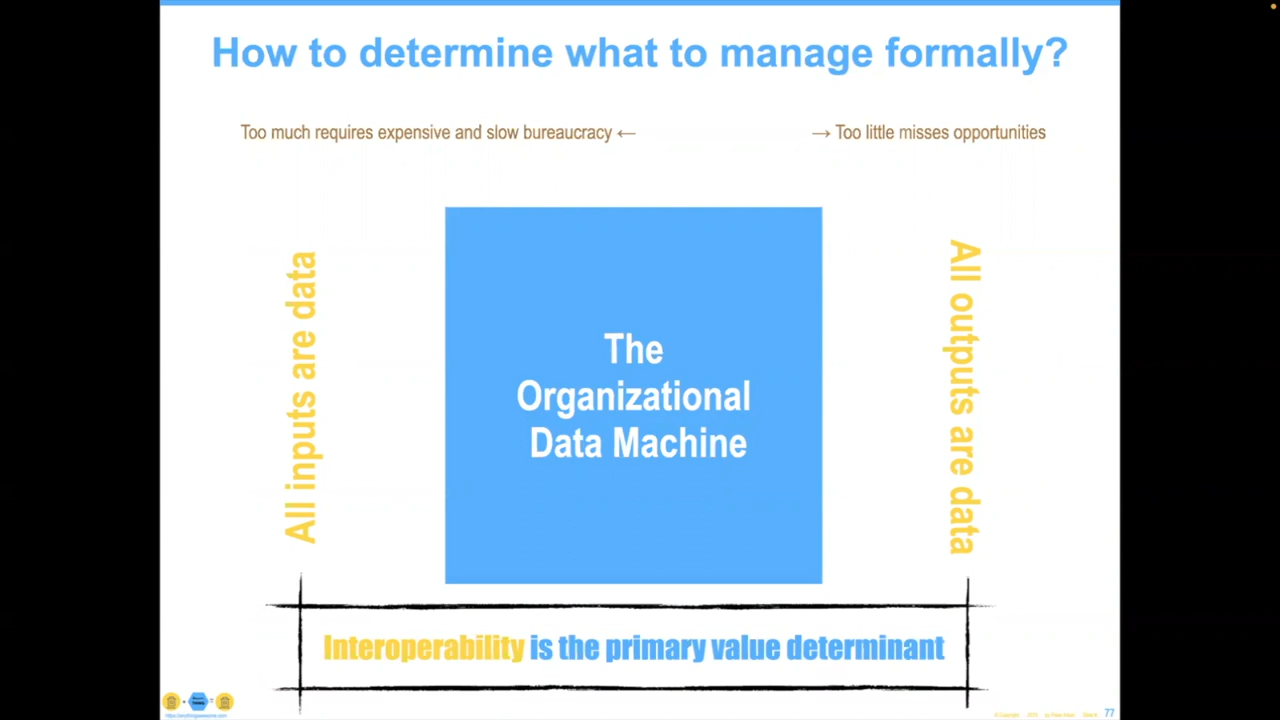 How to determine what to manage formally?
Too much requires expensive and slow bureaucracy ←
→ Too little misses opportunities
All inputs are data
The
Organizational
Data Machine
All outputs are data
Interoperability is the primary value determinant
77